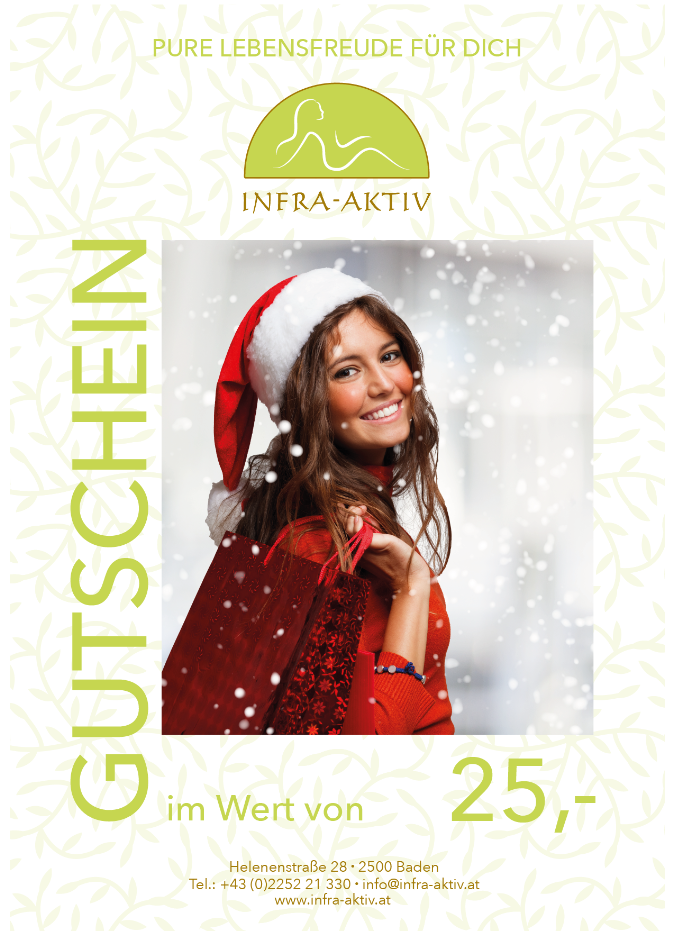 PURE LEBENSFREUDE FÜR DICH
INFRA-AKTIV
GUTSCHEIN
im Wert von 25,-
Helenenstraße 28 • 2500 Baden
Tel.: +43 (0)2252 21 330 • info@infra-aktiv.at
www.infra-aktiv.at